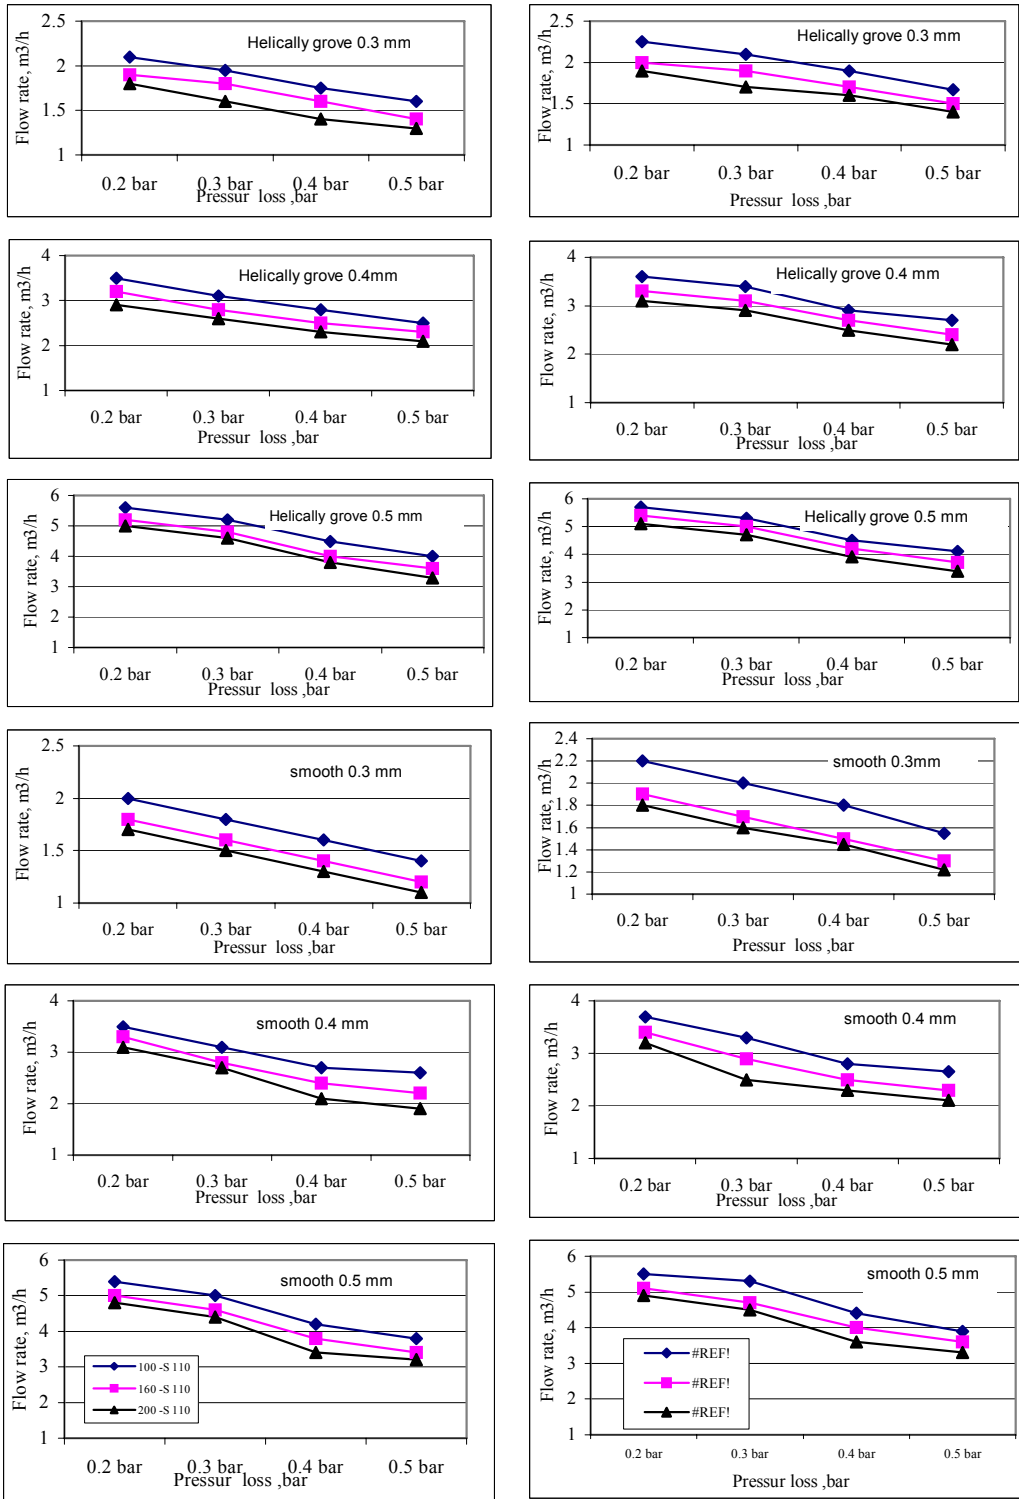 Helically grove 0.3 mm
Flow rate, m3/h
2.5
2
1.5
1
0.2 bar 0.3 bar 0.4 bar 0.5 bar
Pressur loss ,bar
Helically grove 0.3 mm
Flow rate, m3/h
2.5
2
1.5
1
0.2 bar 0.3 bar 0.4 bar 0.5 bar
Pressur loss ,bar
Helically grove 0.4mm
Flow rate, m3/h
4
3
2
1
0.2 bar 0.3 bar 0.4 bar 0.5 bar
Pressur loss ,bar
Helically grove 0.4 mm
Flow rate, m3/h
4
3
2
1
0.2 bar 0.3 bar 0.4 bar 0.5 bar
Pressur loss ,bar
Helically grove 0.5 mm
Flow rate, m3/h
6
5
4
3
2
1
0.2 bar 0.3 bar 0.4 bar 0.5 bar
Pressur loss ,bar
Helically grove 0.5 mm
Flow rate, m3/h
6
5
4
3
2
1
0.2 bar 0.3 bar 0.4 bar 0.5 bar
Pressur loss ,bar
smooth 0.3 mm
Flow rate, m3/h
2.5
2
1.5
1
0.2 bar 0.3 bar 0.4 bar 0.5 bar
Pressur loss ,bar
smooth 0.3mm
Flow rate, m3/h
2.4
2.2
2
1.8
1.6
1.4
1.2
1
0.2 bar 0.3 bar 0.4 bar 0.5 bar
Pressur loss ,bar
smooth 0.4 mm
Flow rate, m3/h
4
3
2
1
0.2 bar 0.3 bar 0.4 bar 0.5 bar
Pressur loss ,bar
smooth 0.4 mm
Flow rate, m3/h
4
3
2
1
0.2 bar 0.3 bar 0.4 bar 0.5 bar
Pressur loss ,bar
smooth 0.5 mm
Flow rate, m3/h
6
5
4
3
2
1
100 -S 110
160 -S 110
200 -S 110
0.2 bar 0.3 bar 0.4 bar 0.5 bar
Pressur loss ,bar
smooth 0.5 mm
Flow rate, m3/h
6
5
4
3
2
1
#REF!
#REF!
#REF!
0.2 bar 0.3 bar 0.4 bar 0.5 bar
Pressur loss ,bar